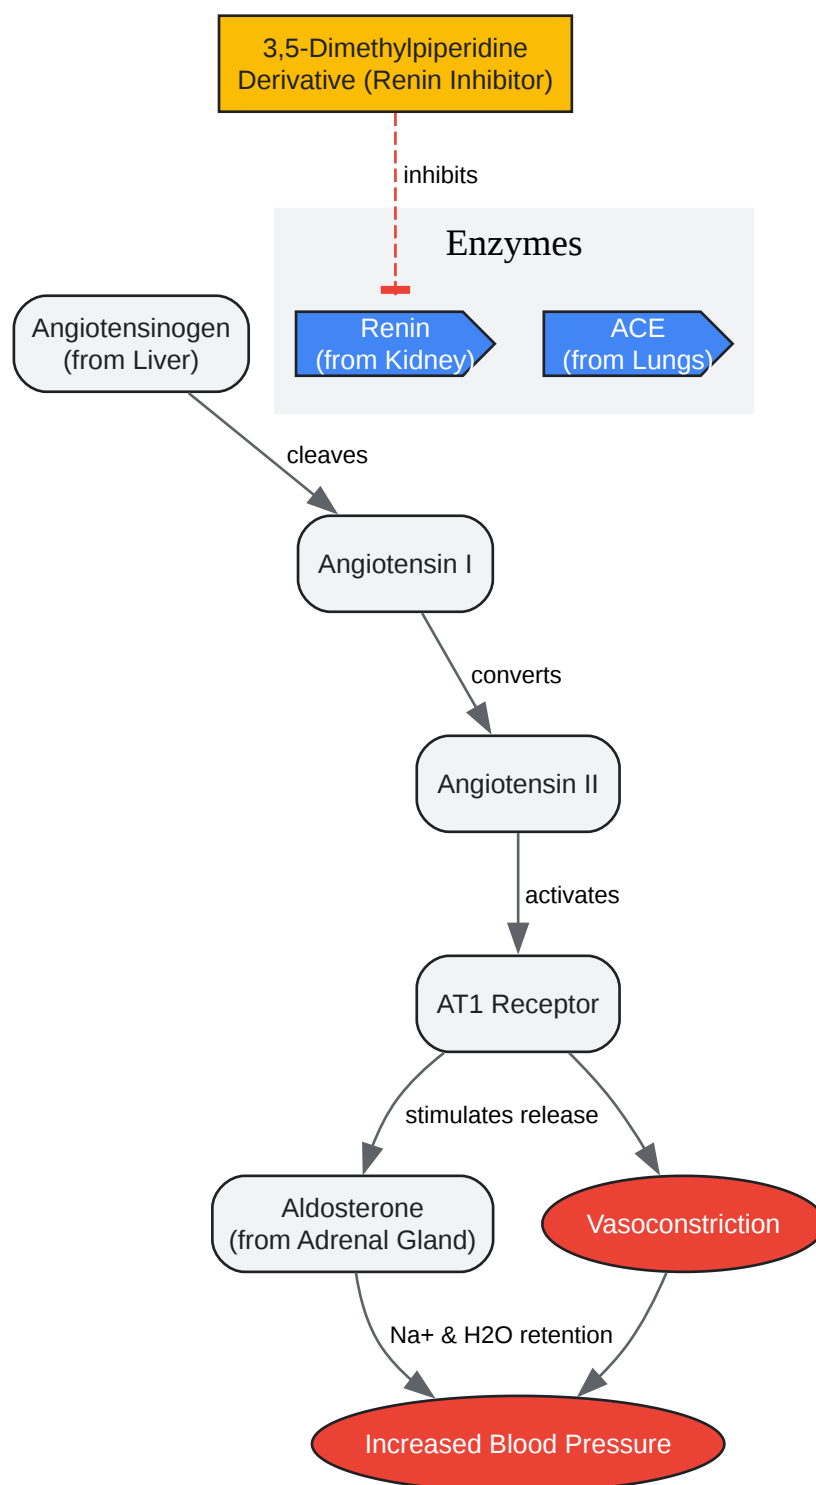 3,5-Dimethylpiperidine
Derivative (Renin Inhibitor)
inhibits
Enzymes
Angiotensinogen
(from Liver)
Renin
(from Kidney)
ACE
(from Lungs)
cleaves
Angiotensin I
converts
Angiotensin II
activates
AT1 Receptor
stimulates release
Aldosterone
(from Adrenal Gland)
Vasoconstriction
Na+ & H2O retention
Increased Blood Pressure